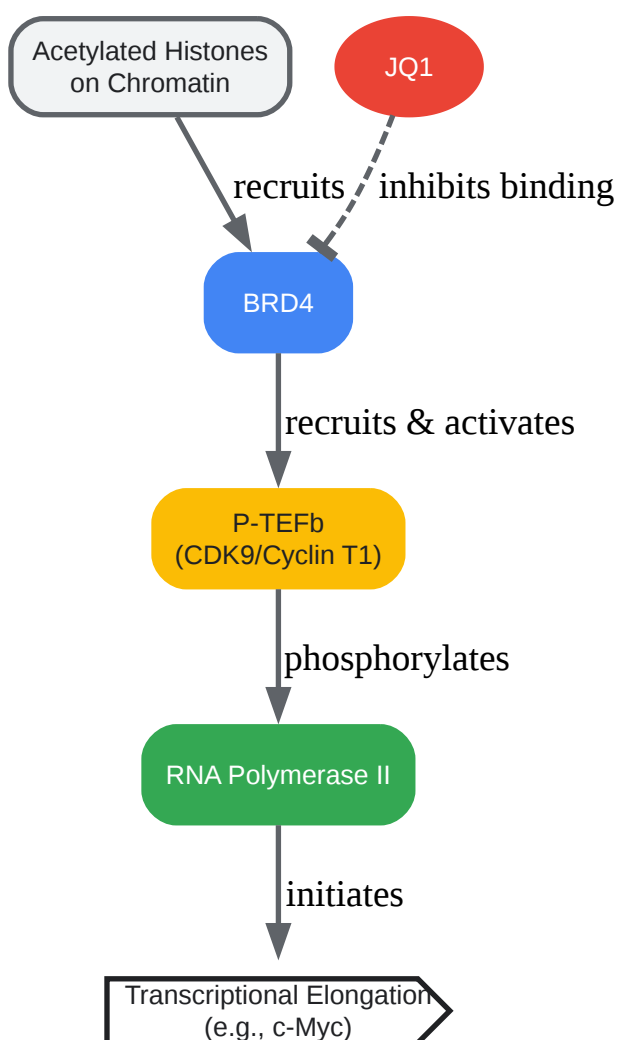 Acetylated Histones
on Chromatin
JQ1
recruits
inhibits binding
BRD4
recruits & activates
P-TEFb
(CDK9/Cyclin T1)
phosphorylates
RNA Polymerase II
initiates
Transcriptional Elongation
(e.g., c-Myc)